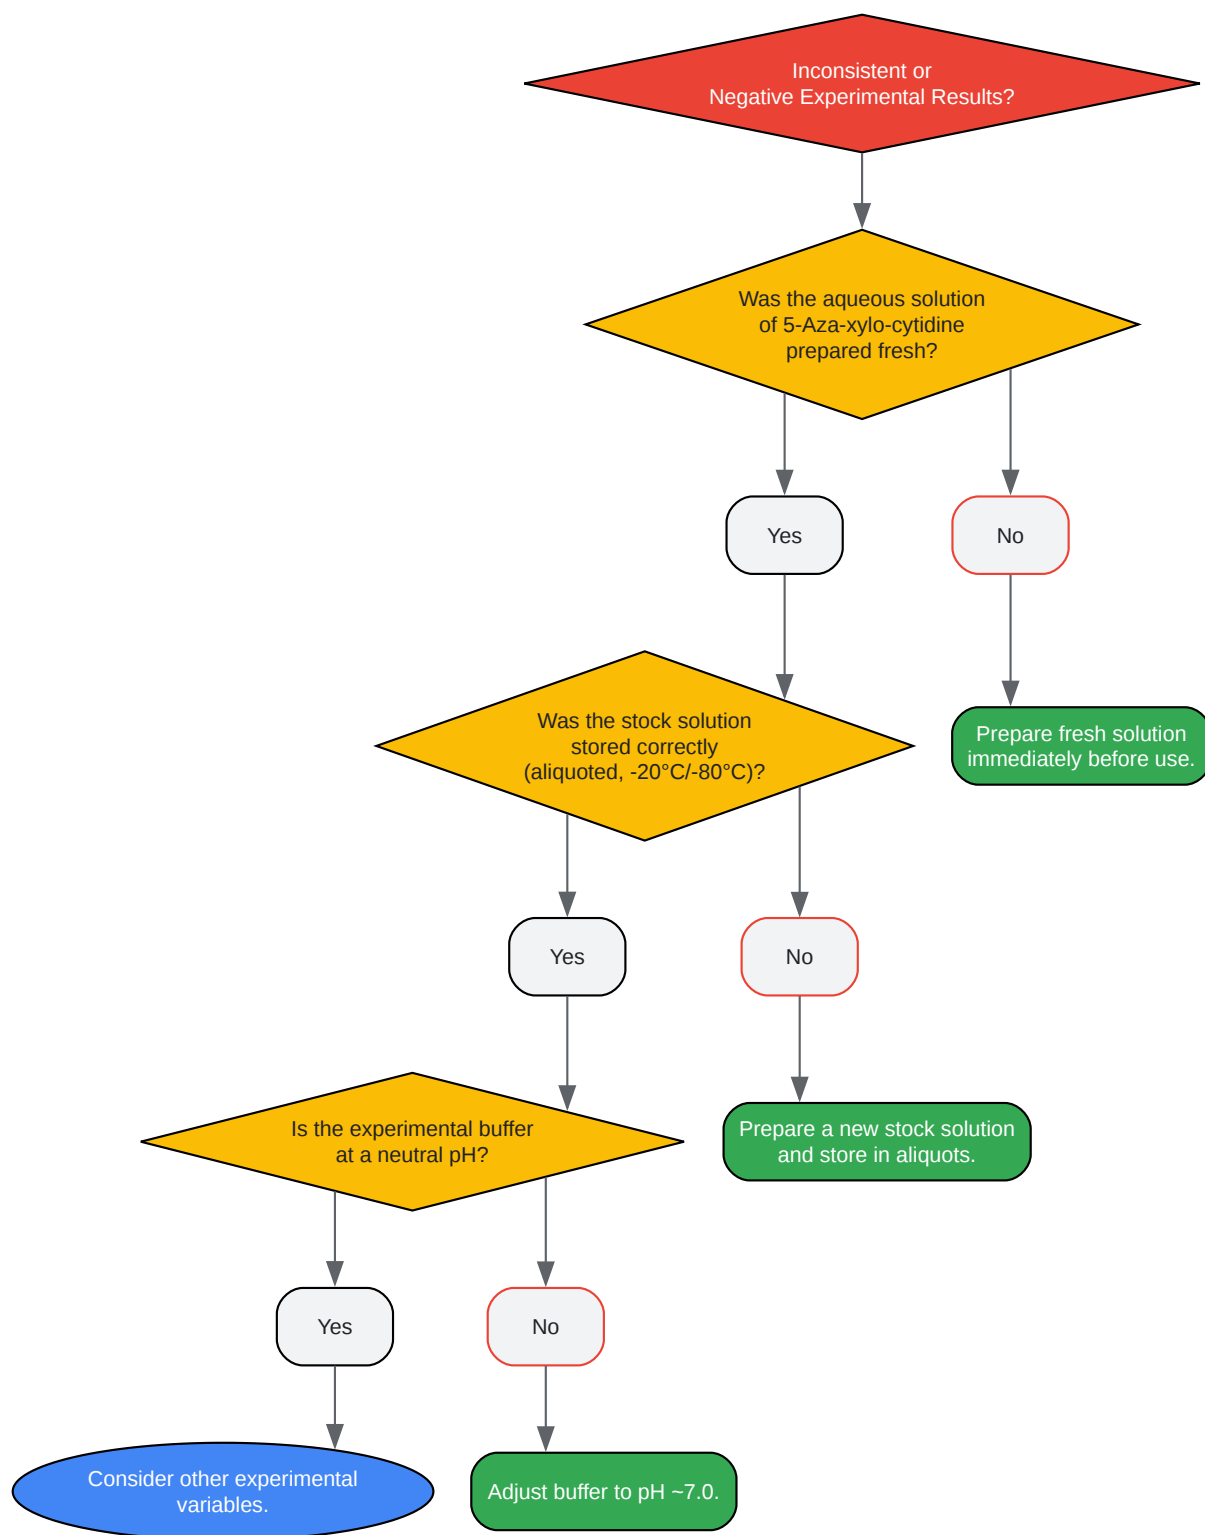 Inconsistent or
Negative Experimental Results?
Was the aqueous solution
of 5-Aza-xylo-cytidine
prepared fresh?
Yes
No
Was the stock solution
stored correctly
(aliquoted, -20°C/-80°C)?
Prepare fresh solution
immediately before use.
Yes
No
Is the experimental buffer
at a neutral pH?
Prepare a new stock solution
and store in aliquots.
Yes
No
Consider other experimental
variables.
Adjust buffer to pH ~7.0.